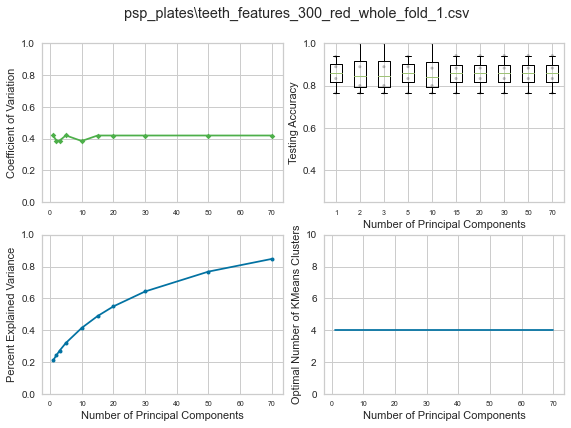 psp_plates\teeth_features_300_red_whole_fold_1.csv
Coefficient of Variation
1.0
0.8
0.6
0.4
0.2
0.0
0 10 20 30 40 50 60 70
Testing Accuracy
1.0
0.8
0.6
0.4
1 2 3 5 10 15 20 30 50 70
Number of Principal Components
Percent Explained Variance
1.0
0.8
0.6
0.4
0.2
0.0
0 10 20 30 40 50 60 70
Number of Principal Components
Optimal Number of KMeans Clusters
10
8
6
4
2
0
0 10 20 30 40 50 60 70
Number of Principal Components